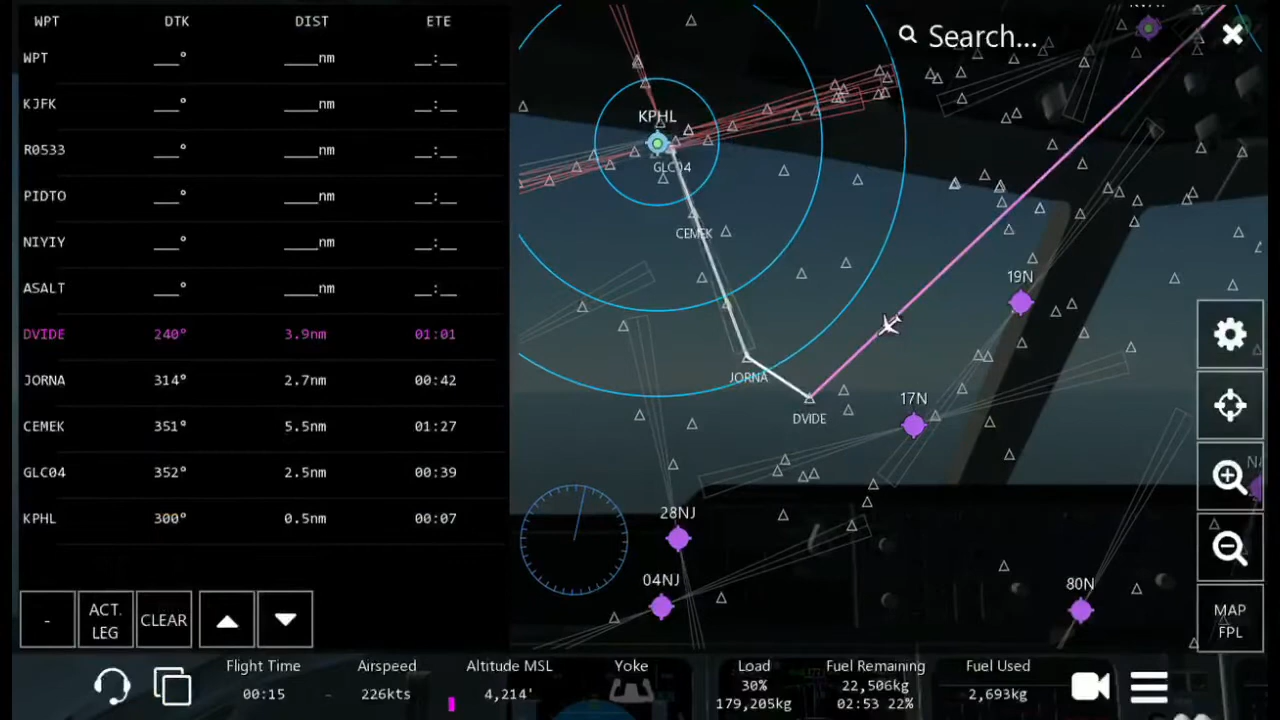 WPT DTK DIST ETE
WPT ___° ____nm __:__
KJFK ___° ____nm __:__
R0533 ___° ____nm __:__
PIDTO ___° ____nm __:__
NIYIY ___° ____nm __:__
ASALT ___° ____nm __:__
DVIDE 240° 3.9nm 01:01
JORNA 314° 2.7nm 00:42
CEMEK 351° 5.5nm 01:27
GLC04 352° 2.5nm 00:39
KPHL 300° 0.5nm 00:07
-
ACT.
LEG
CLEAR
Search...
KPHL
GLC04
CEMEK
19N
JORNA
17N
DVIDE
28NJ
04NJ
80N
MAP
FPL
Flight Time Airspeed Altitude MSL Yoke Load Fuel Remaining Fuel Used
00:15 226kts 4,214' 30% 22,506kg 2,693kg
179,205kg 02:53 22%